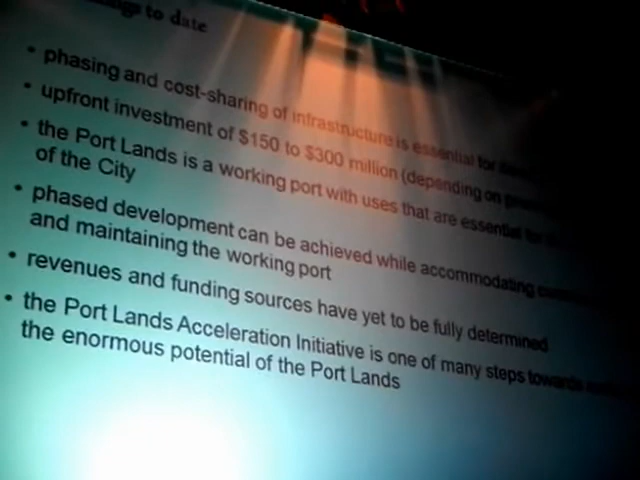 to date
• phasing and cost-sharing of infrastructure is essential for
• upfront investment of $150 to $300 million (depending on
• the Port Lands is a working port with uses that are essential
of the City
• phased development can be achieved while accommodating
and maintaining the working port
• revenues and funding sources have yet to be fully determined
• the Port Lands Acceleration Initiative is one of many steps towards
the enormous potential of the Port Lands